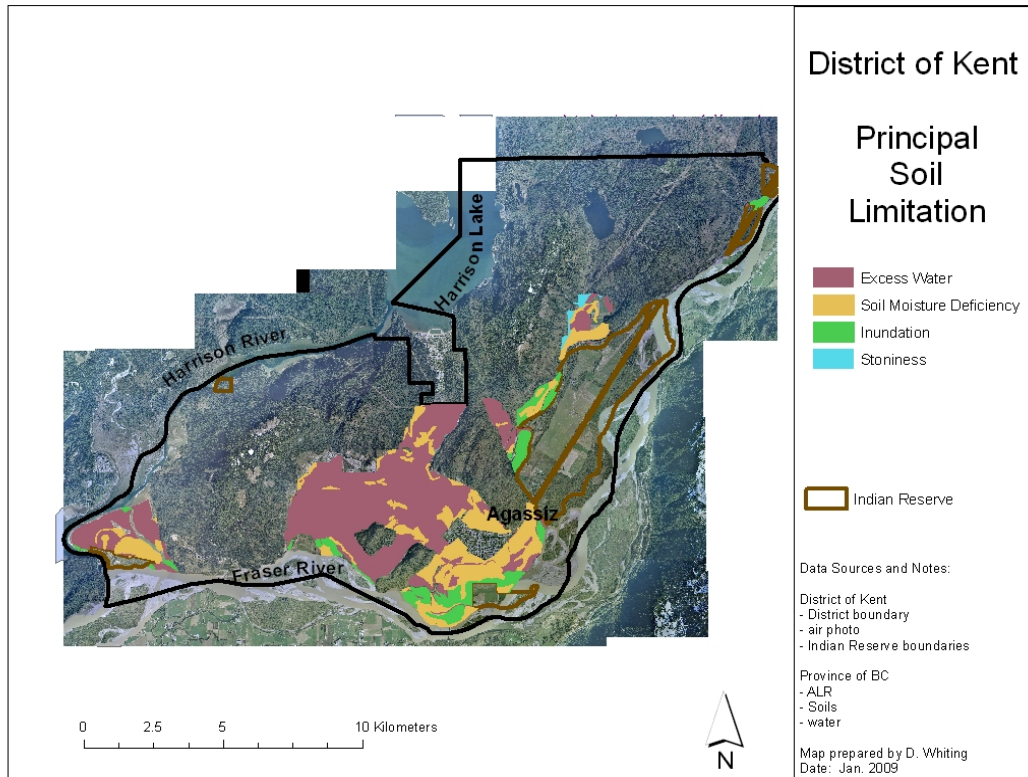 District of Kent
Principal
Soil
Limitation
Excess Water
Soil Moisture Deficiency
Inundation
Stoniness
Indian Reserve
Data Sources and Notes:
District of Kent
- District boundary
- air photo
- Indian Reserve boundaries
Province of BC
- ALR
- Soils
- water
Map prepared by D. Whiting
Date: Jan. 2009
Harrison Lake
Harrison River
Agassiz
Fraser River
0 2.5 5 10 Kilometers
N